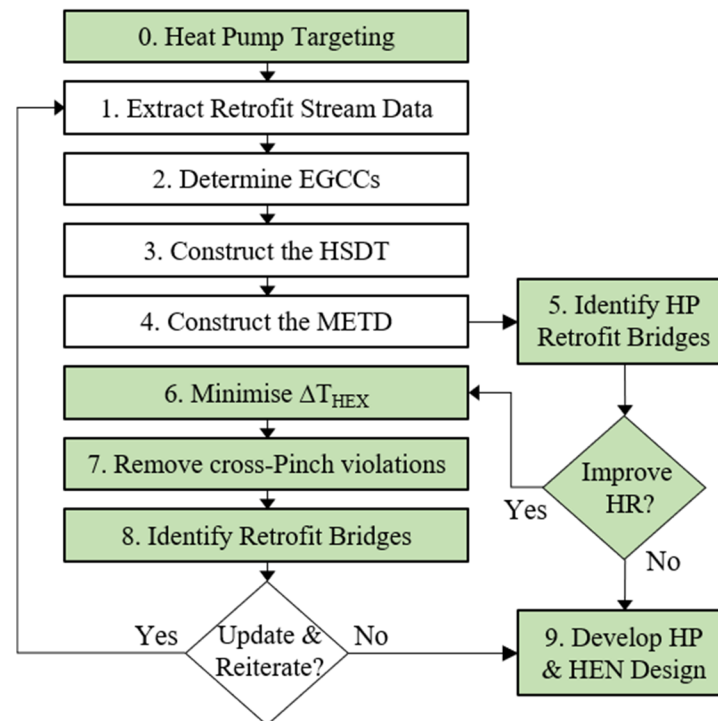 0. Heat Pump Targeting
1. Extract Retrofit Stream Data
2. Determine EGCCs
3. Construct the HSDT
4. Construct the METD
5. Identify HP
Retrofit Bridges
6. Minimise ΔT_HEX
7. Remove cross-Pinch violations
8. Identify Retrofit Bridges
Improve
HR?
Yes
No
Yes
Update &
Reiterate?
No
9. Develop HP
& HEN Design